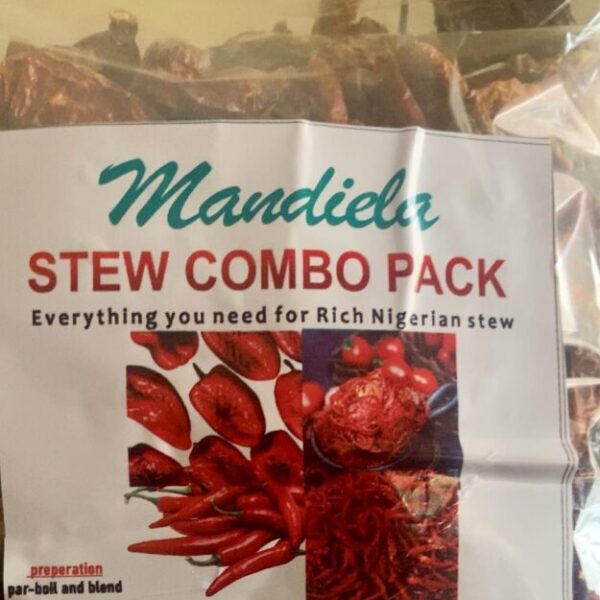 Mandiela
STEW COMBO PACK
Everything you need for Rich Nigerian stew
preperation
par-boil and blend